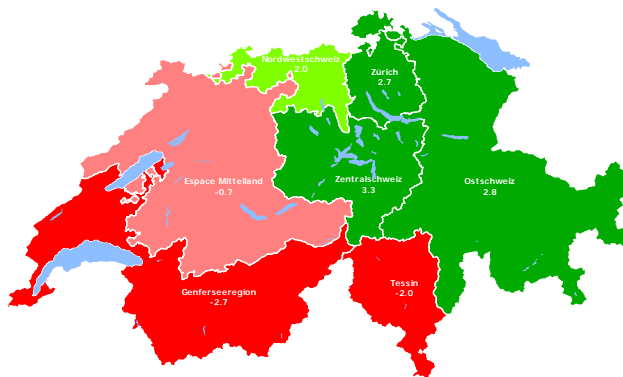 Nordwestschweiz
2.0
Zürich
2.7
Espace Mittelland
-0.7
Zentralschweiz
3.3
Ostschweiz
2.8
Genferseeregion
-2.7
Tessin
-2.0